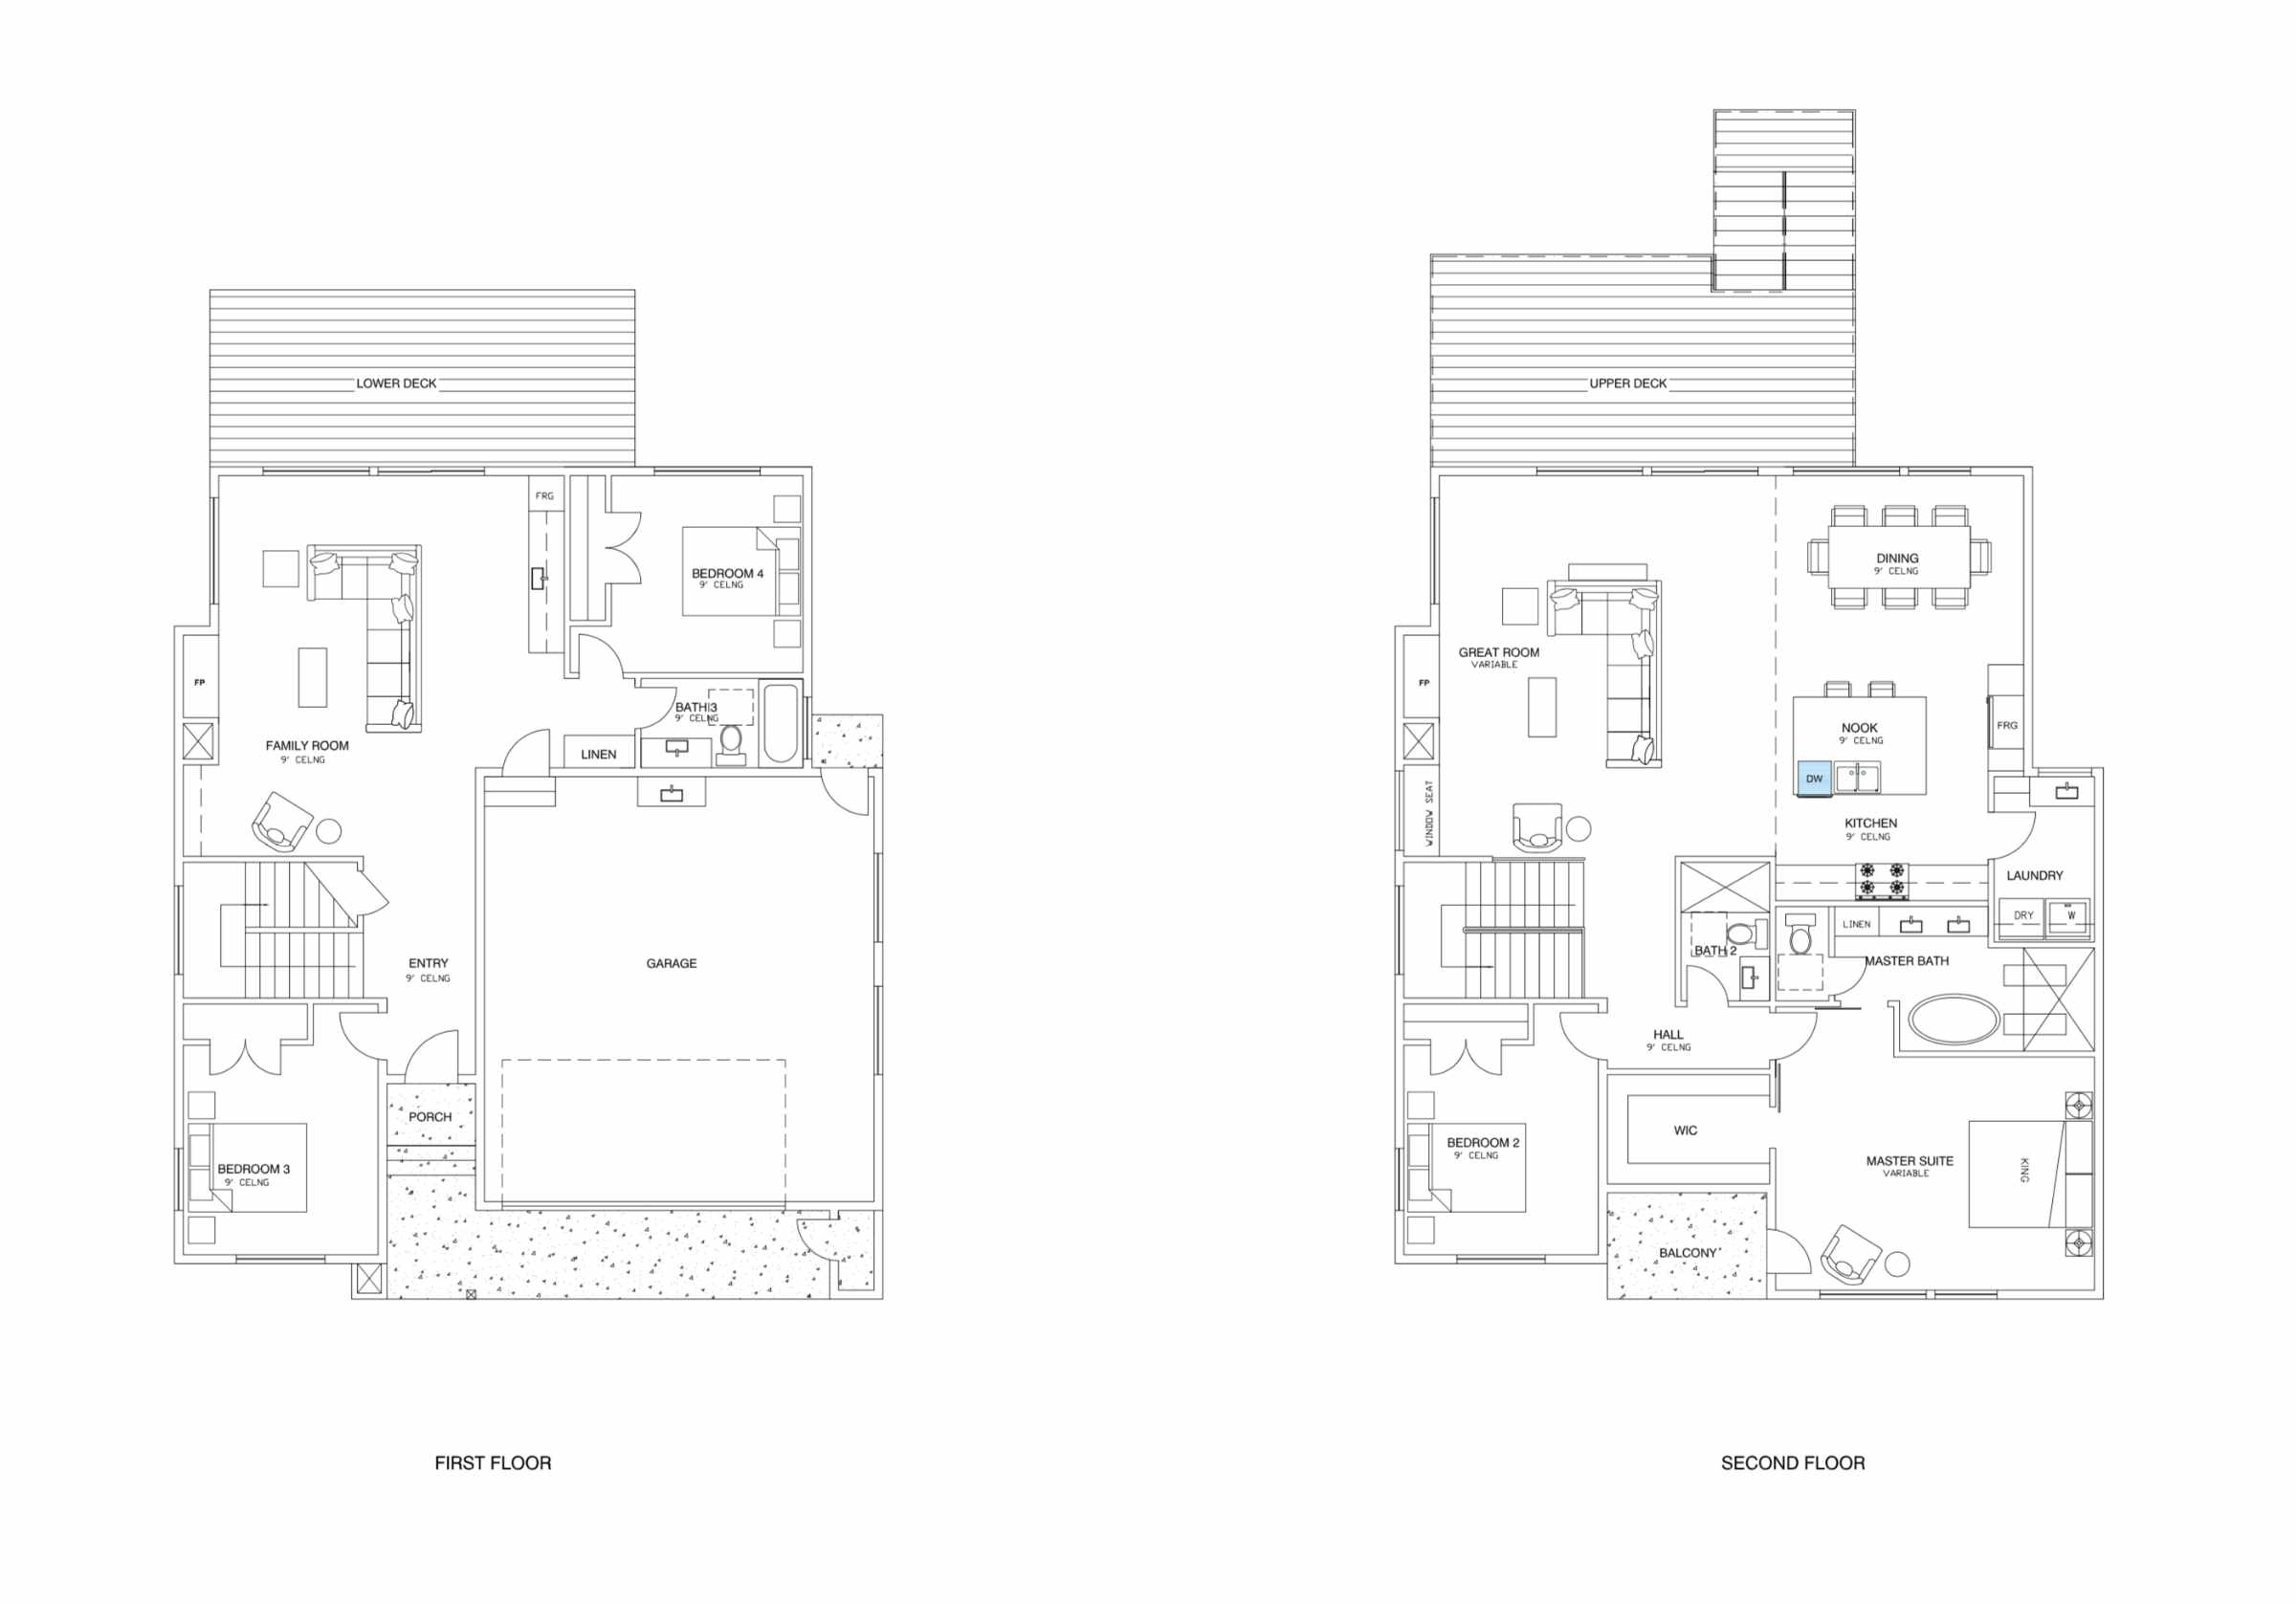 LOWER DECK
FRG
BEDROOM 4
9' CELNG
FP
BATH 3
9' CELNG
FAMILY ROOM
9' CELNG
LINEN
ENTRY
9' CELNG
GARAGE
PORCH
BEDROOM 3
9' CELNG
FIRST FLOOR
UPPER DECK
DINING
9' CELNG
GREAT ROOM
VARIABLE
FP
NOOK
9' CELNG
FRG
DW
WINDOW SEAT
KITCHEN
9' CELNG
LAUNDRY
DRY
W
LINEN
BATH 2
MASTER BATH
HALL
9' CELNG
WIC
BEDROOM 2
9' CELNG
MASTER SUITE
VARIABLE
KING
BALCONY
SECOND FLOOR